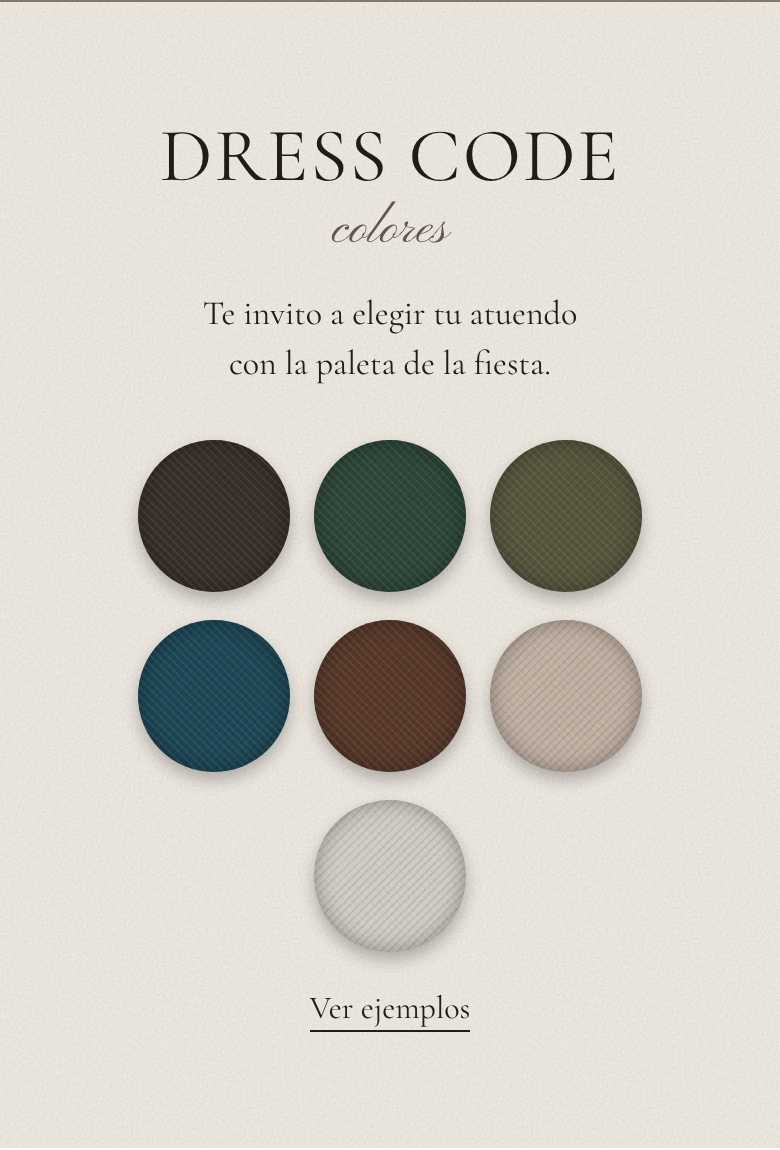 DRESS CODE
colores
Te invito a elegir tu atuendo
con la paleta de la fiesta.
Ver ejemplos